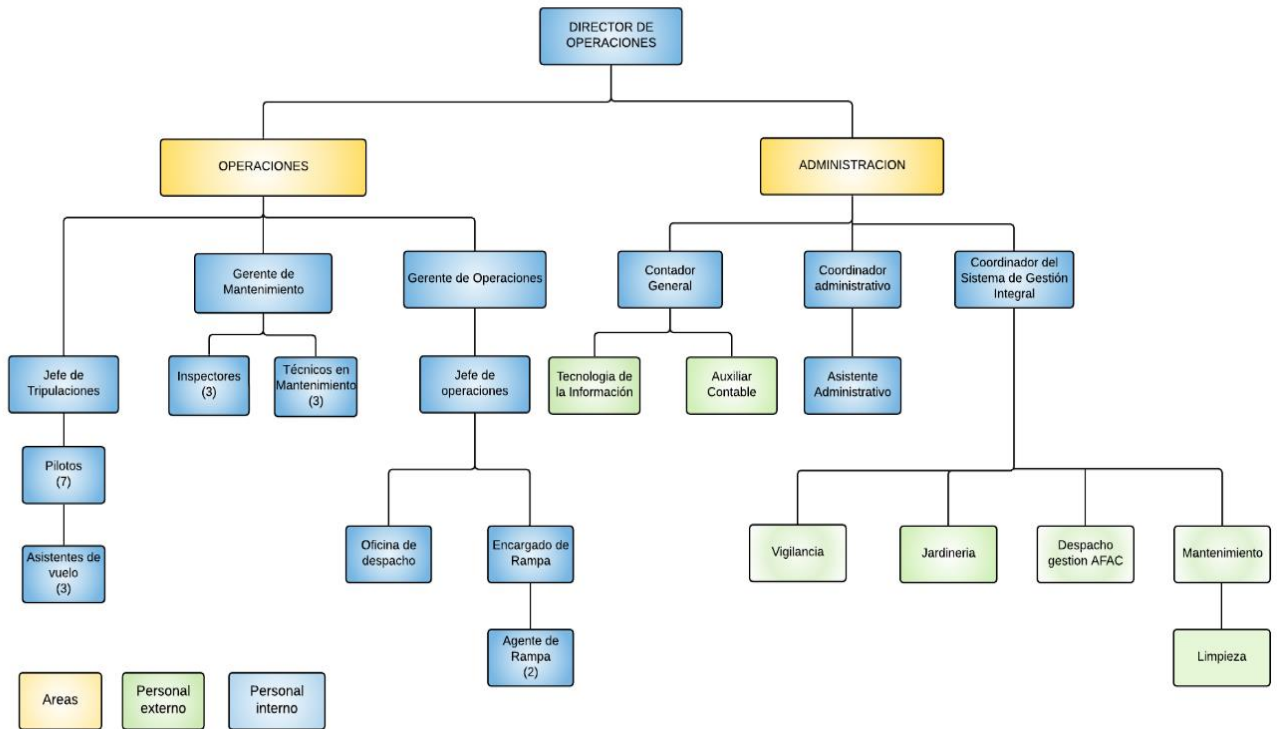 DIRECTOR DE
OPERACIONES
OPERACIONES
ADMINISTRACION
Gerente de
Mantenimiento
Gerente de Operaciones
Contador
General
Coordinador
administrativo
Coordinador del
Sistema de Gestión
Integral
Jefe de
Tripulaciones
Inspectores
(3)
Técnicos en
Mantenimiento
(3)
Jefe de
operaciones
Tecnologia de
la Información
Auxiliar
Contable
Asistente
Administrativo
Pilotos
(7)
Asistentes de
vuelo
(3)
Oficina de
despacho
Encargado de
Rampa
Vigilancia
Jardineria
Despacho
gestion AFAC
Mantenimiento
Agente de
Rampa
(2)
Limpieza
Areas
Personal
externo
Personal
interno